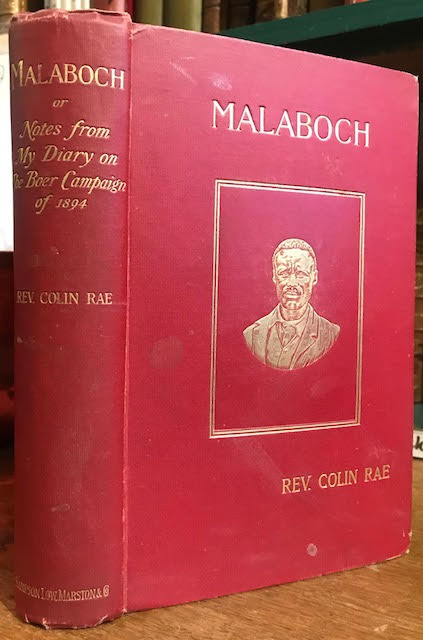 MALABOCH
or
Notes from
My Diary on
The Boer Campaign
of 1894
REV. COLIN RAE
SAMPSON LOW, MARSTON & Co
MALABOCH
REV. COLIN RAE